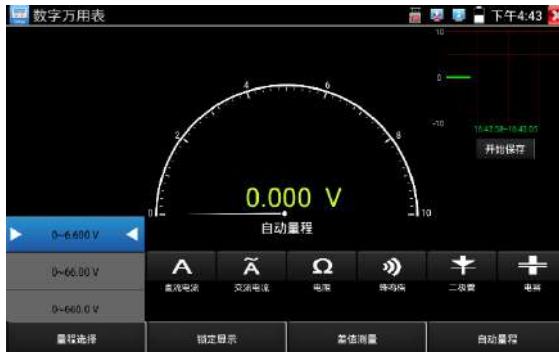 数字万用表
下午4:43
10
0
-10
开始保存
0
2
4
6
8
10
0.000 V
自动量程
0~6.600 V
0~66.00 V
0~660.0 V
A
直流电流
Ã
交流电流
Ω
电阻
蜂鸣档
二极管
电容
量程选择
锁定显示
差值测量
自动量程